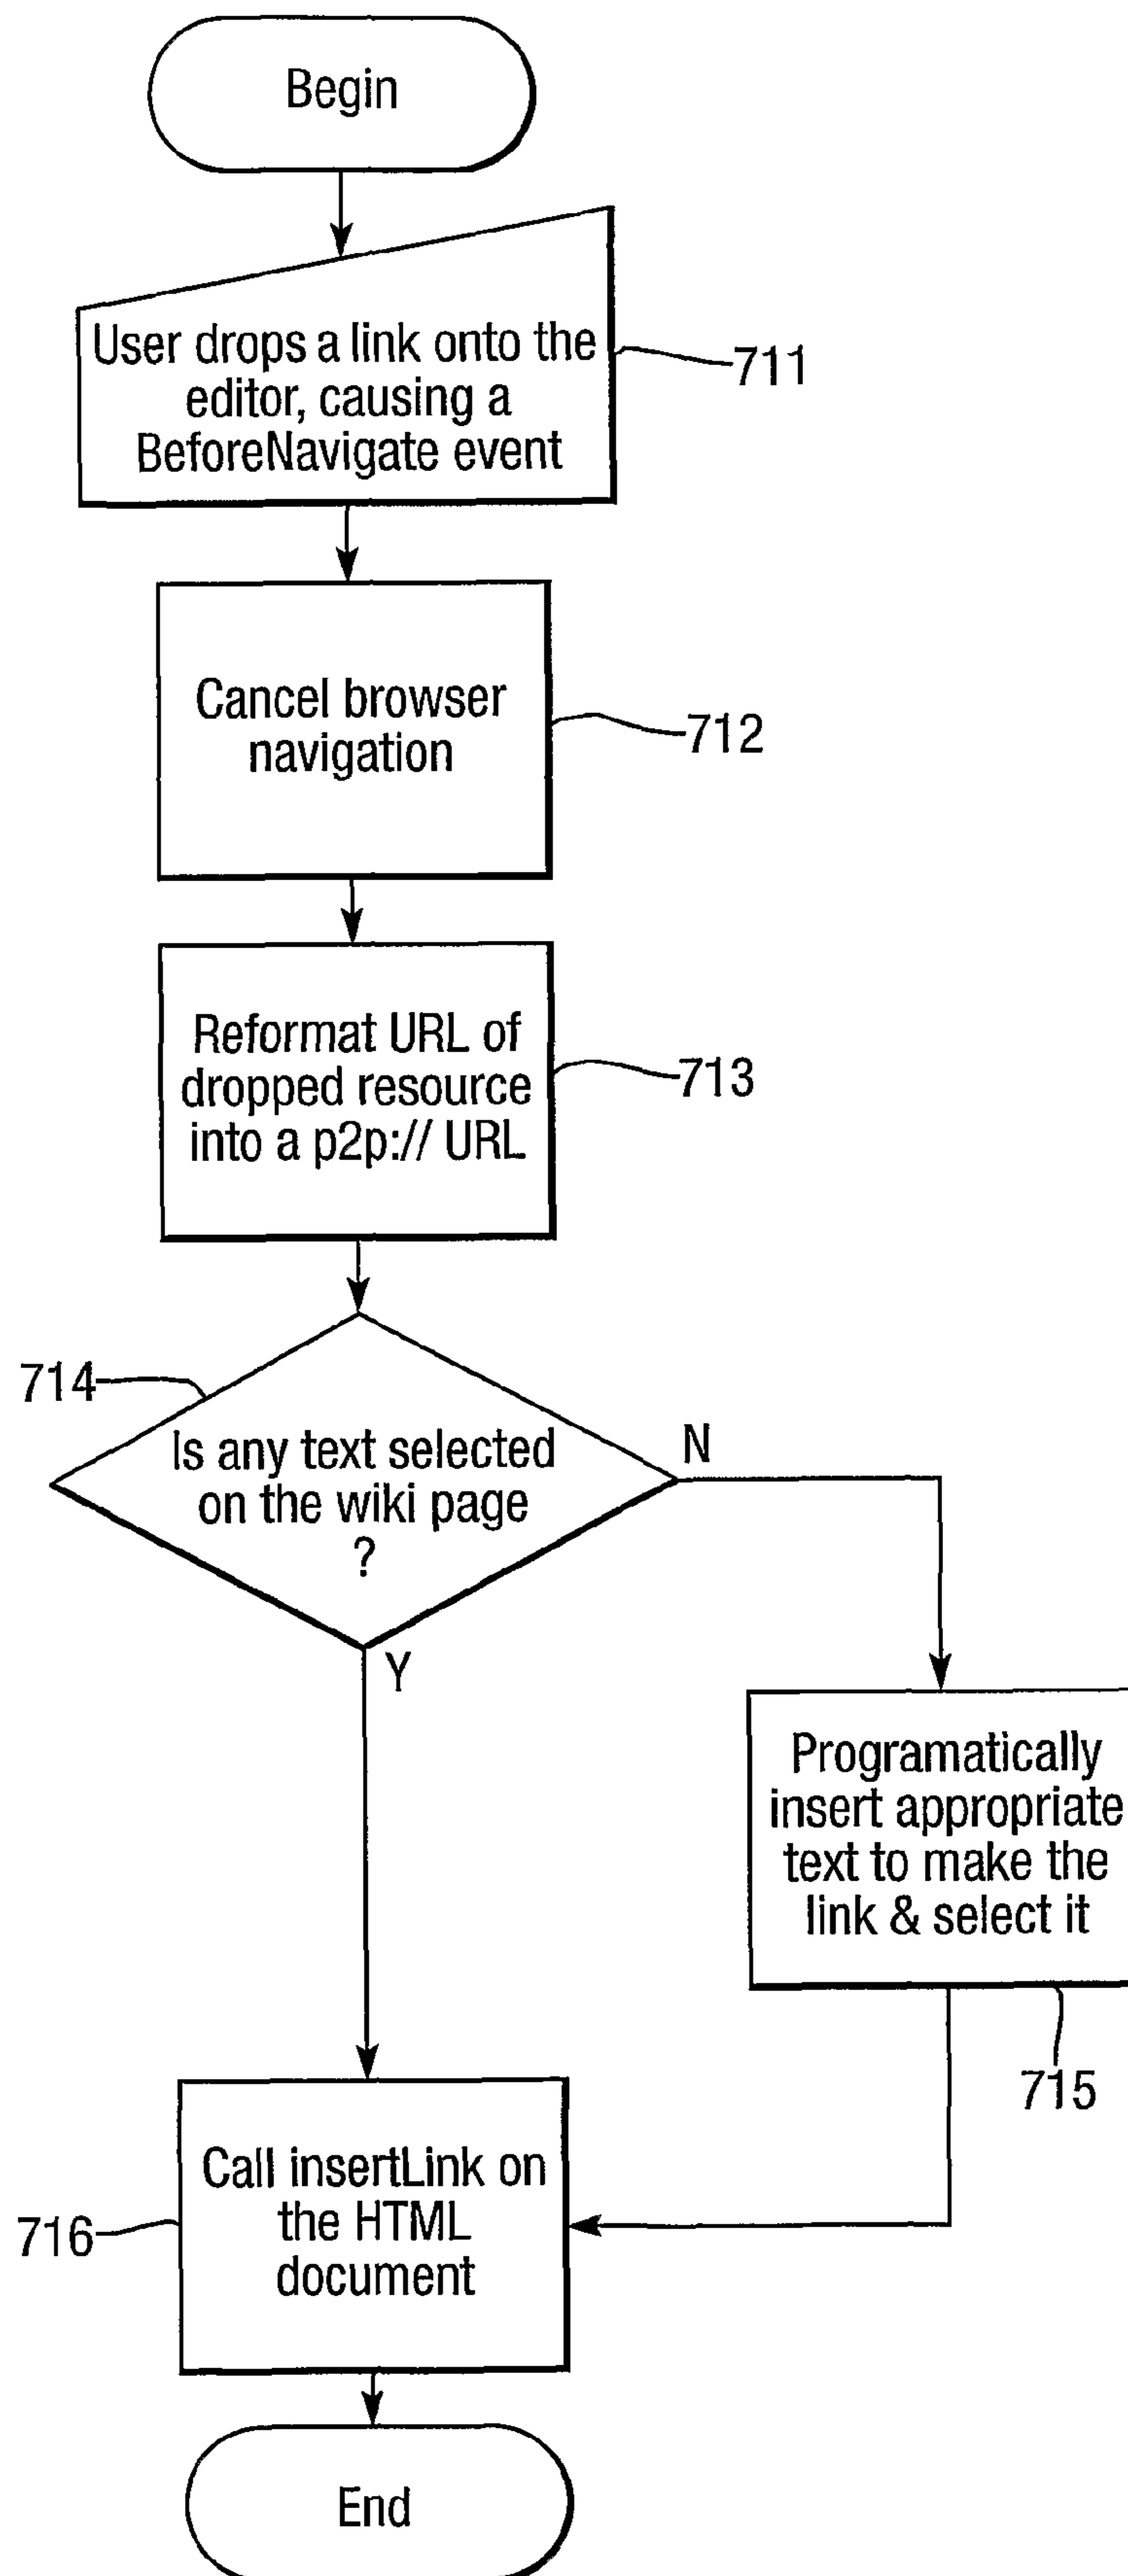 Begin
User drops a link onto the
editor, causing a
BeforeNavigate event
711
Cancel browser
navigation
712
Reformat URL of
dropped resource
into a p2p:// URL
713
714
Is any text selected
on the wiki page
?
N
Y
Programatically
insert appropriate
text to make the
link & select it
715
Call insertLink on
the HTML
document
716
End